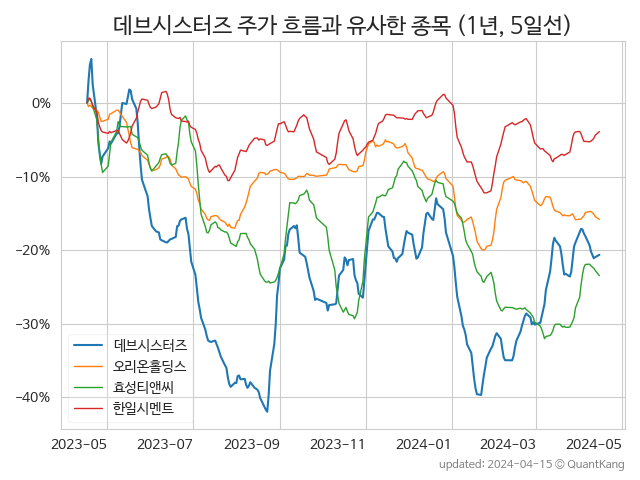 데브시스터즈 주가 흐름과 유사한 종목 (1년, 5일선)
0%
−10%
−20%
−30%
−40%
데브시스터즈
오리온홀딩스
효성티앤씨
한일시멘트
2023-05 2023-07 2023-09 2023-11 2024-01 2024-03 2024-05
updated: 2024-04-15 © QuantKang